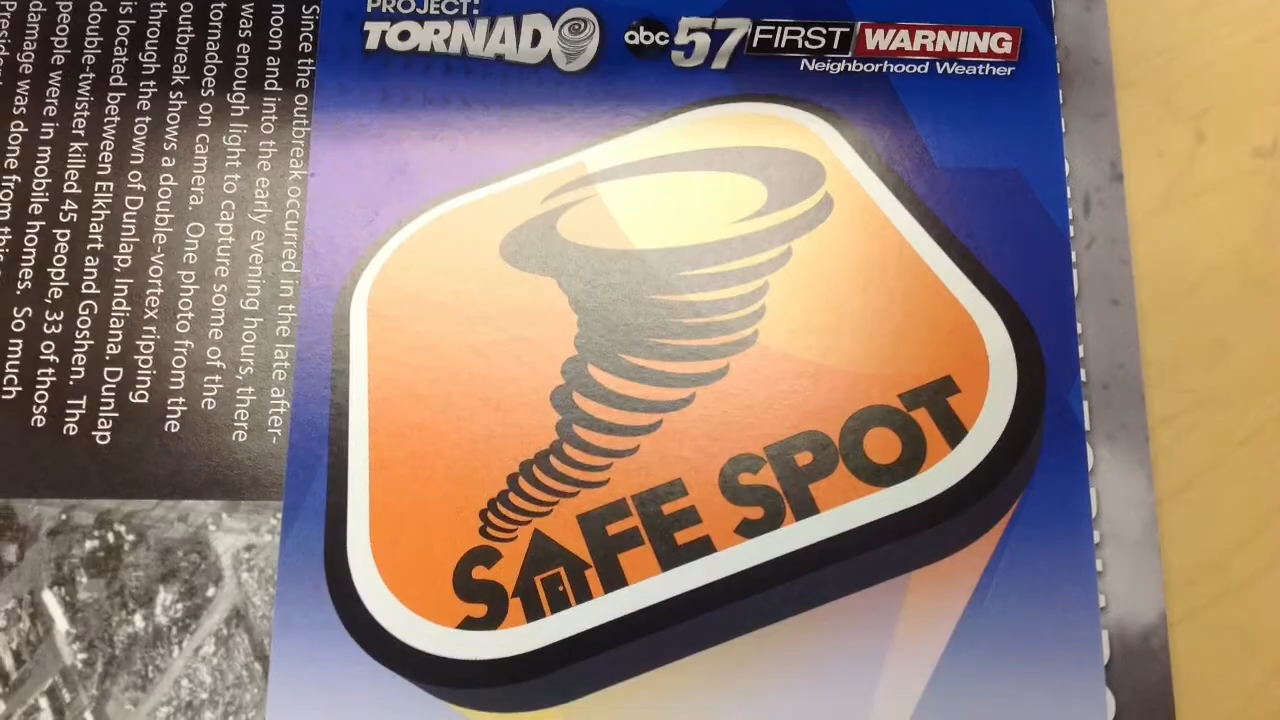 PROJECT:
TORNADO
abc 57 FIRST WARNING
Neighborhood Weather
SAFE SPOT
Since the outbreak occurred in the late after-
noon and into the early evening hours, there
was enough light to capture some of the
tornadoes on camera. One photo from the
outbreak shows a double-vortex ripping
through the town of Dunlap, Indiana. Dunlap
is located between Elkhart and Goshen. The
double-twister killed 45 people, 33 of those
people were in mobile homes. So much
damage was done from this